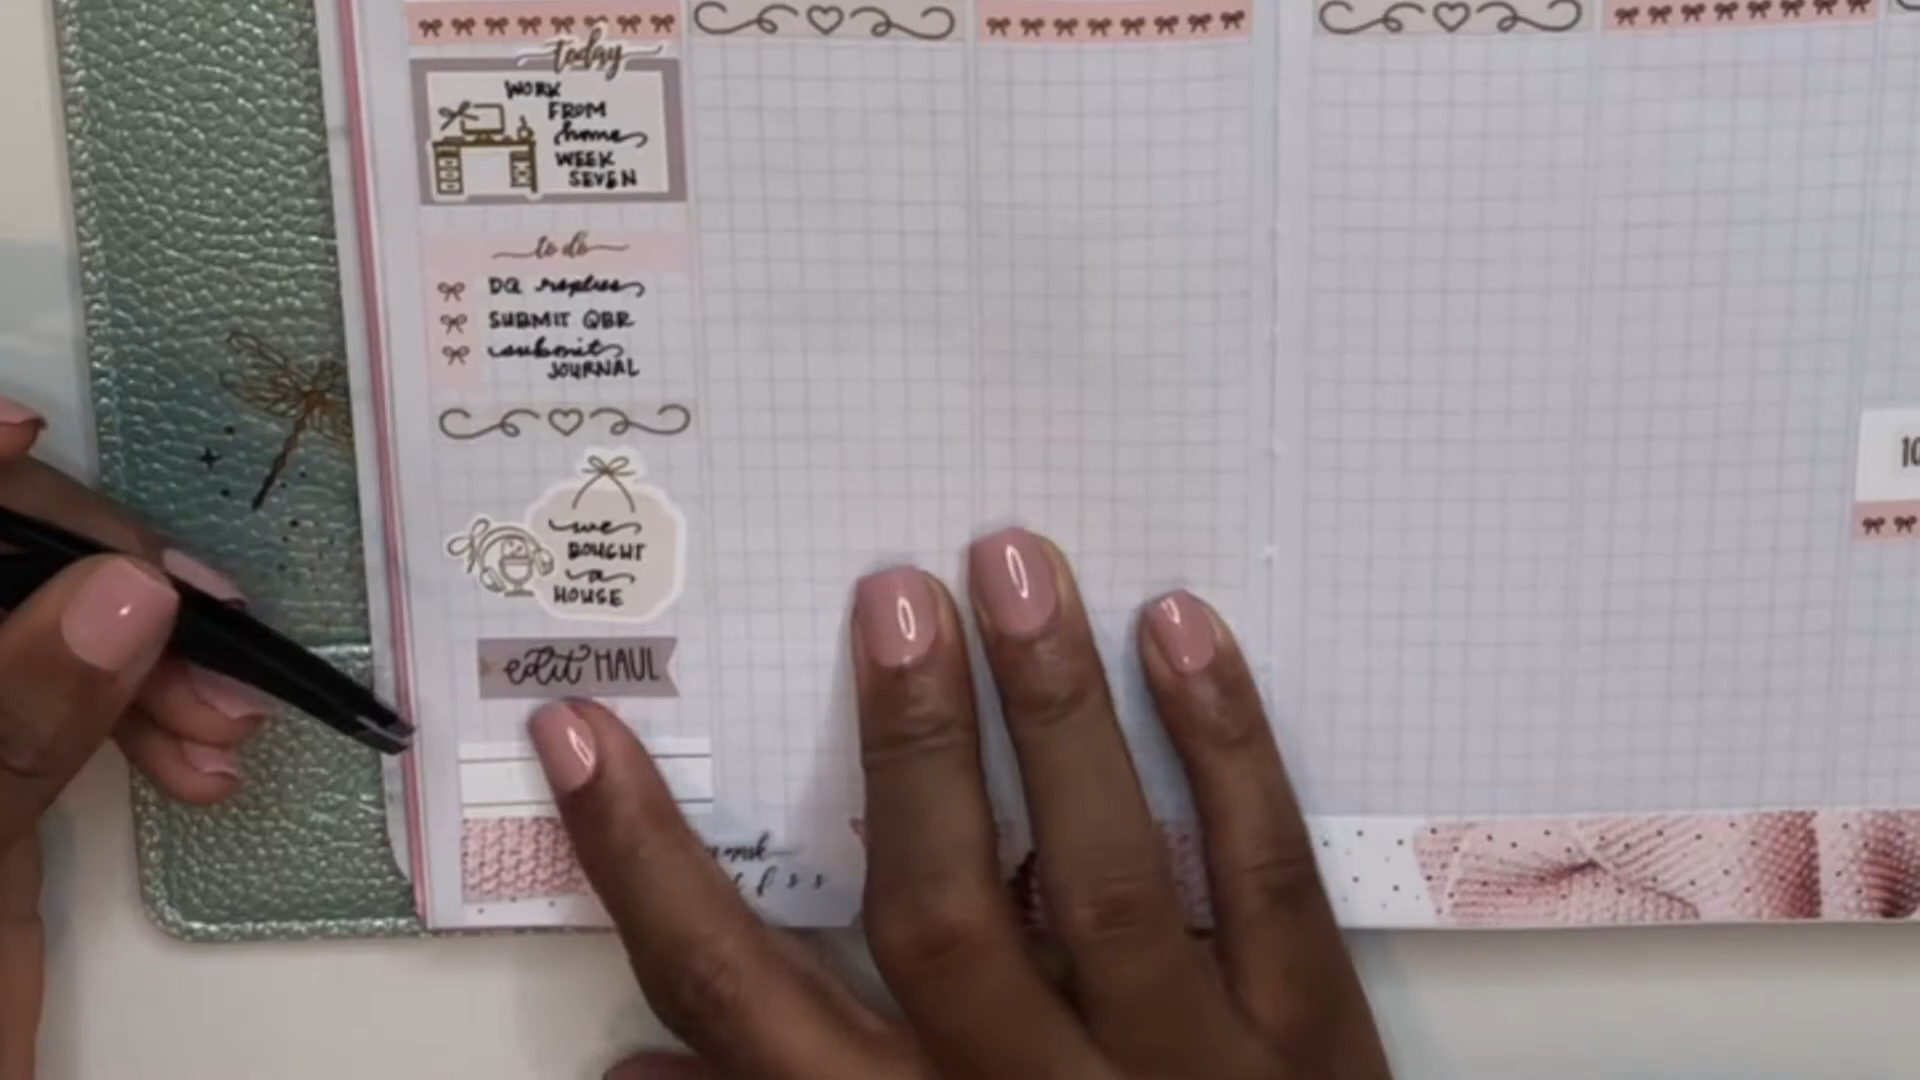 today
WORK
FROM
home
WEEK
SEVEN
to do
DQ replies
SUBMIT QBR
submit
JOURNAL
we
BOUGHT
a
HOUSE
edit HAUL
10
f s s